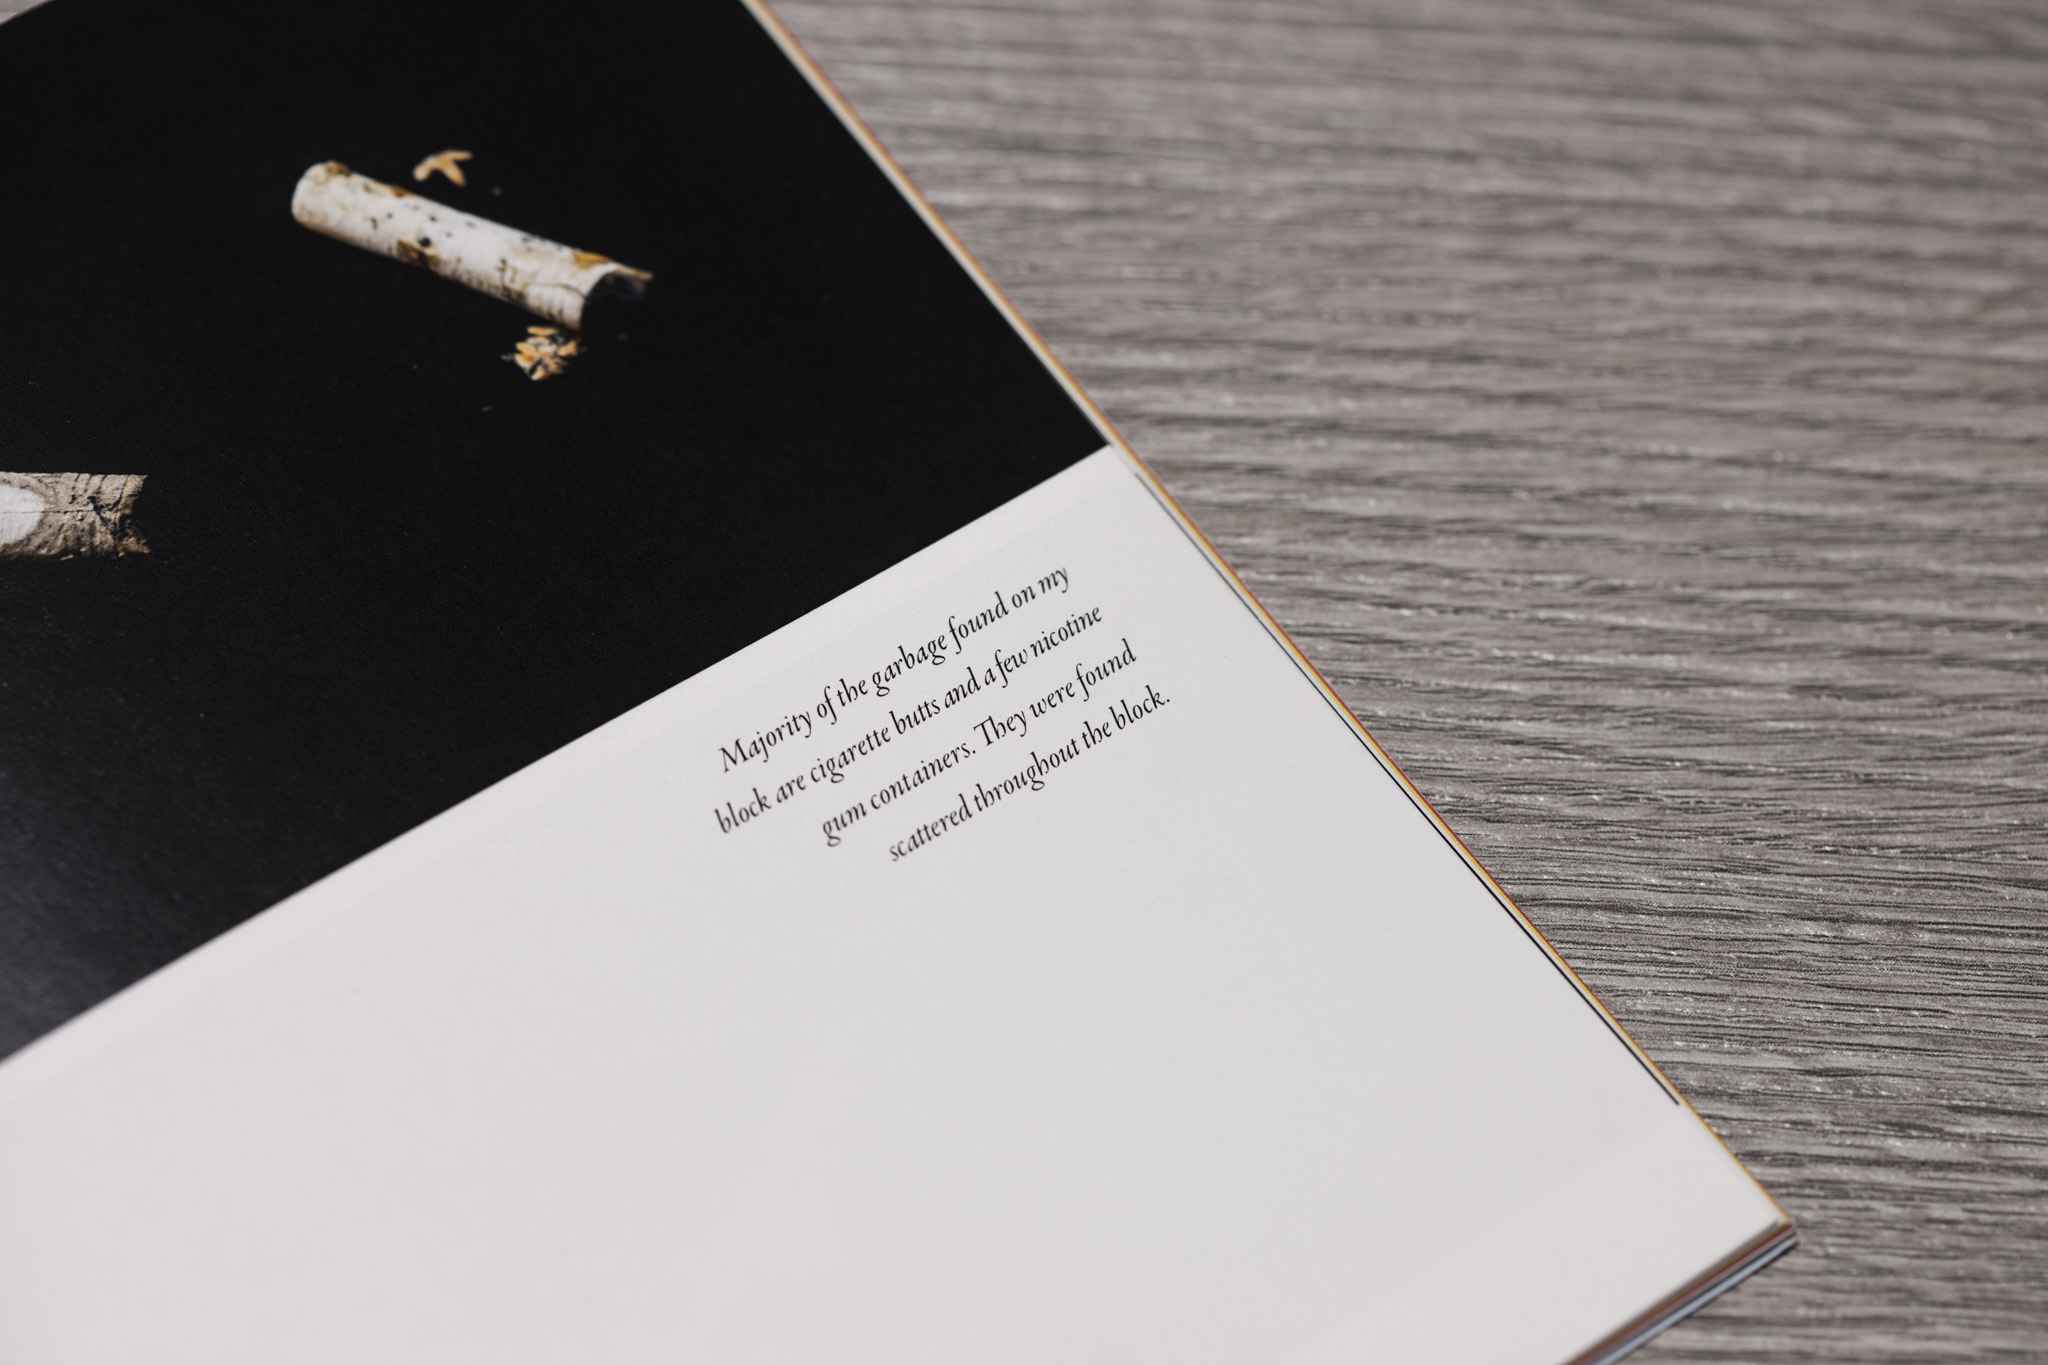 Majority of the garbage found on my
block are cigarette butts and a few nicotine
gum containers. They were found
scattered throughout the block.